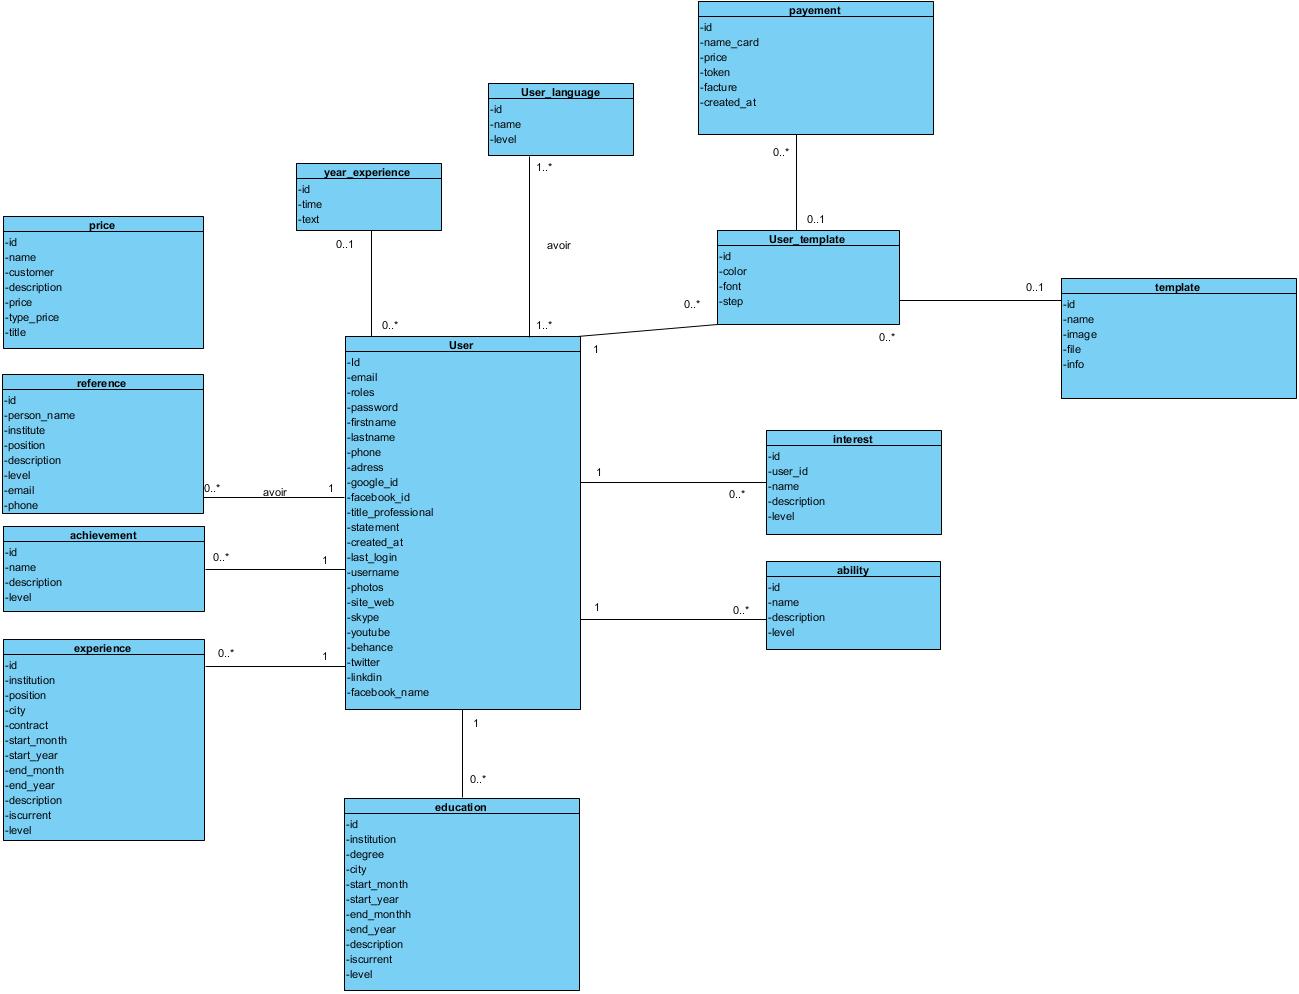 payement
-id
-name_card
-price
-token
-facture
-created_at
0..*
0..1
User_language
-id
-name
-level
1..*
avoir
1..*
year_experience
-id
-time
-text
0..1
0..*
price
-id
-name
-customer
-description
-price
-type_price
-title
User_template
-id
-color
-font
-step
0..*
1
0..1
0..*
template
-id
-name
-image
-file
-info
User
-Id
-email
-roles
-password
-firstname
-lastname
-phone
-adress
-google_id
-facebook_id
-title_professional
-statement
-created_at
-last_login
-username
-photos
-site_web
-skype
-youtube
-behance
-twitter
-linkdin
-facebook_name
reference
-id
-person_name
-institute
-position
-description
-level
-email
-phone
0..*
avoir
1
achievement
-id
-name
-description
-level
0..*
1
experience
-id
-institution
-position
-city
-contract
-start_month
-start_year
-end_month
-end_year
-description
-iscurrent
-level
0..*
1
interest
-id
-user_id
-name
-description
-level
1
0..*
ability
-id
-name
-description
-level
1
0..*
1
0..*
education
-id
-institution
-degree
-city
-start_month
-start_year
-end_monthh
-end_year
-description
-iscurrent
-level